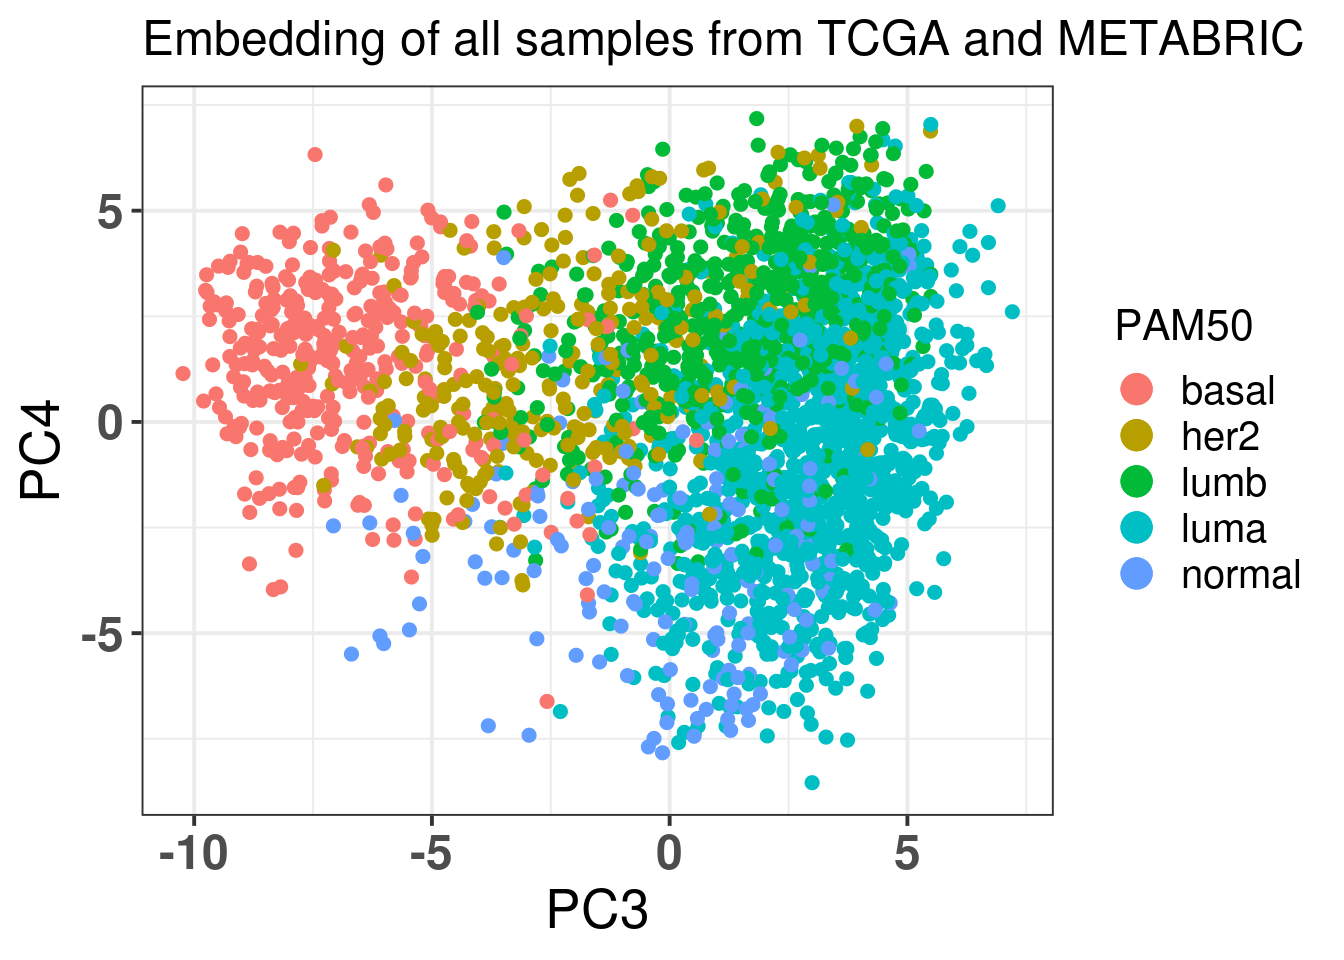 Embedding of all samples from TCGA and METABRIC
5
0
-5
PC4
-10
-5
0
5
PC3
PAM50
basal
her2
lumb
luma
normal